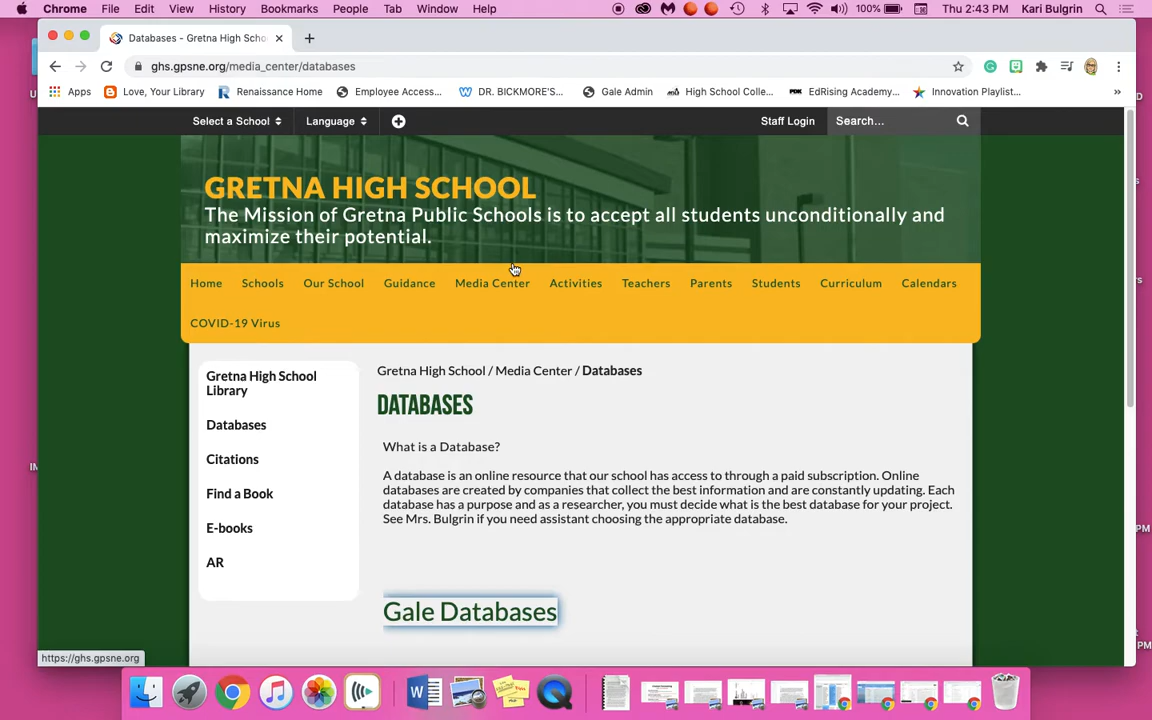 Chrome File Edit View History Bookmarks People Tab Window Help 100% Thu 2:43 PM Kari Bulgrin
Databases - Gretna High Scho
ghs.gpsne.org/media_center/databases
Apps Love, Your Library Renaissance Home Employee Access... DR. BICKMORE'S... Gale Admin High School Colle... EdRising Academy... Innovation Playlist... »
Select a School Language Staff Login Search...
GRETNA HIGH SCHOOL
The Mission of Gretna Public Schools is to accept all students unconditionally and
maximize their potential.
Home Schools Our School Guidance Media Center Activities Teachers Parents Students Curriculum Calendars
COVID-19 Virus
Gretna High School
Library
Databases
Citations
Find a Book
E-books
AR
Gretna High School / Media Center / Databases
DATABASES
What is a Database?
A database is an online resource that our school has access to through a paid subscription. Online
databases are created by companies that collect the best information and are constantly updating. Each
database has a purpose and as a researcher, you must decide what is the best database for your project.
See Mrs. Bulgrin if you need assistant choosing the appropriate database.
Gale Databases
https://ghs.gpsne.org